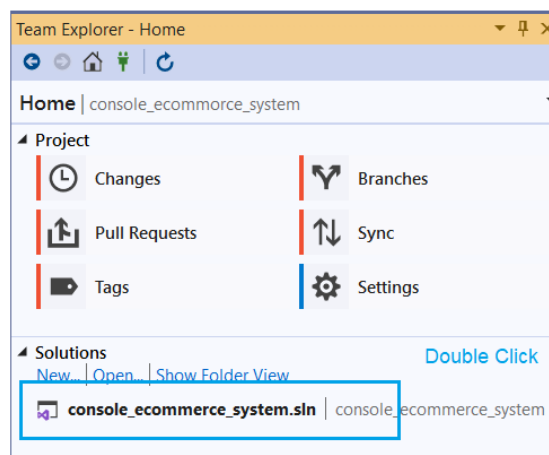 Team Explorer - Home
Home | console_ecommorce_system
Project
Changes
Branches
Pull Requests
Sync
Tags
Settings
Solutions
Double Click
New... | Open... | Show Folder View
console_ecommerce_system.sln | console_ecommerce_system